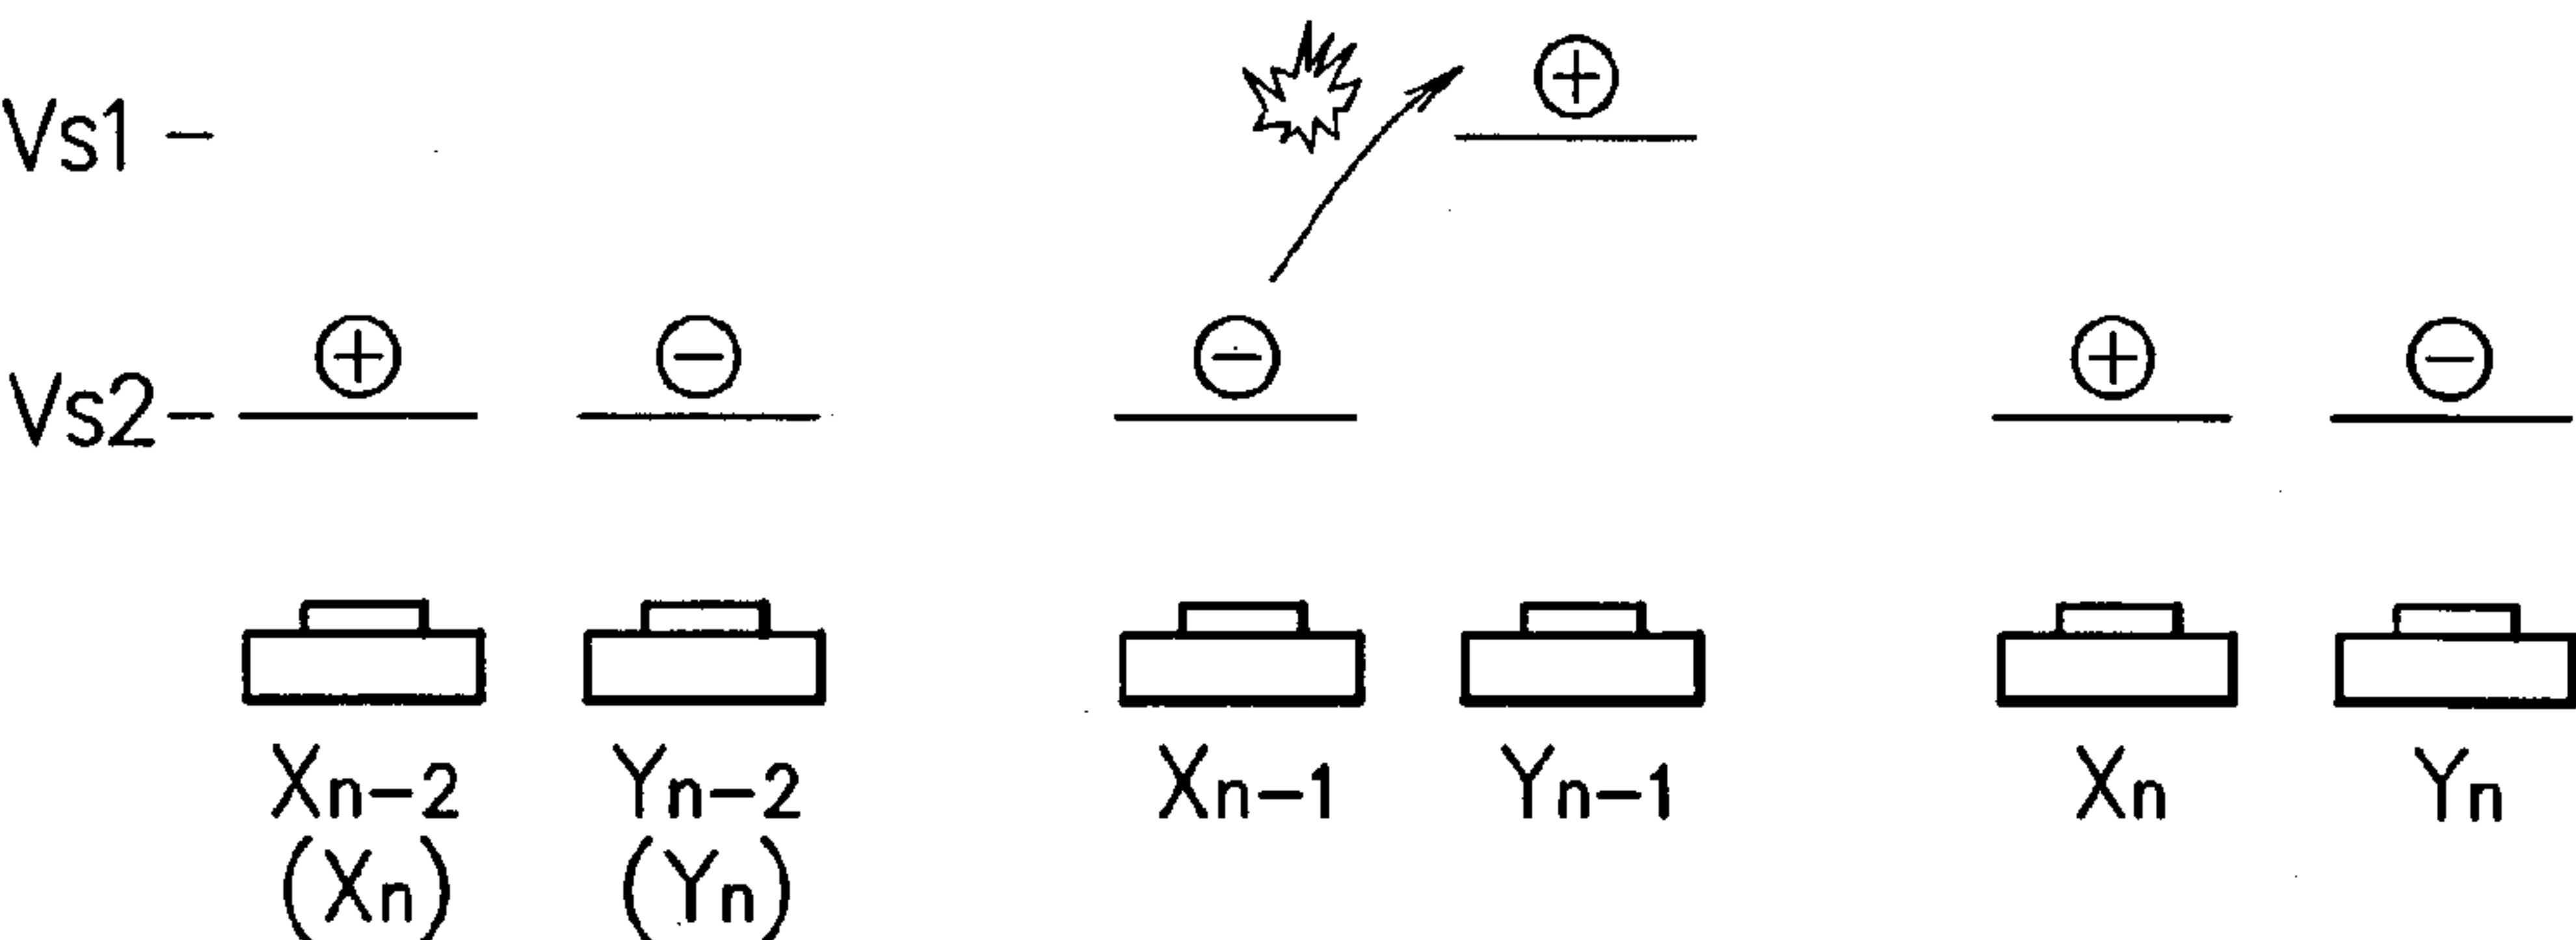 Vs1 -
⊕
⊕ ⊖ ⊖ ⊕ ⊖
Vs2-
Xn-2 Yn-2 Xn-1 Yn-1 Xn Yn
(Xn) (Yn)